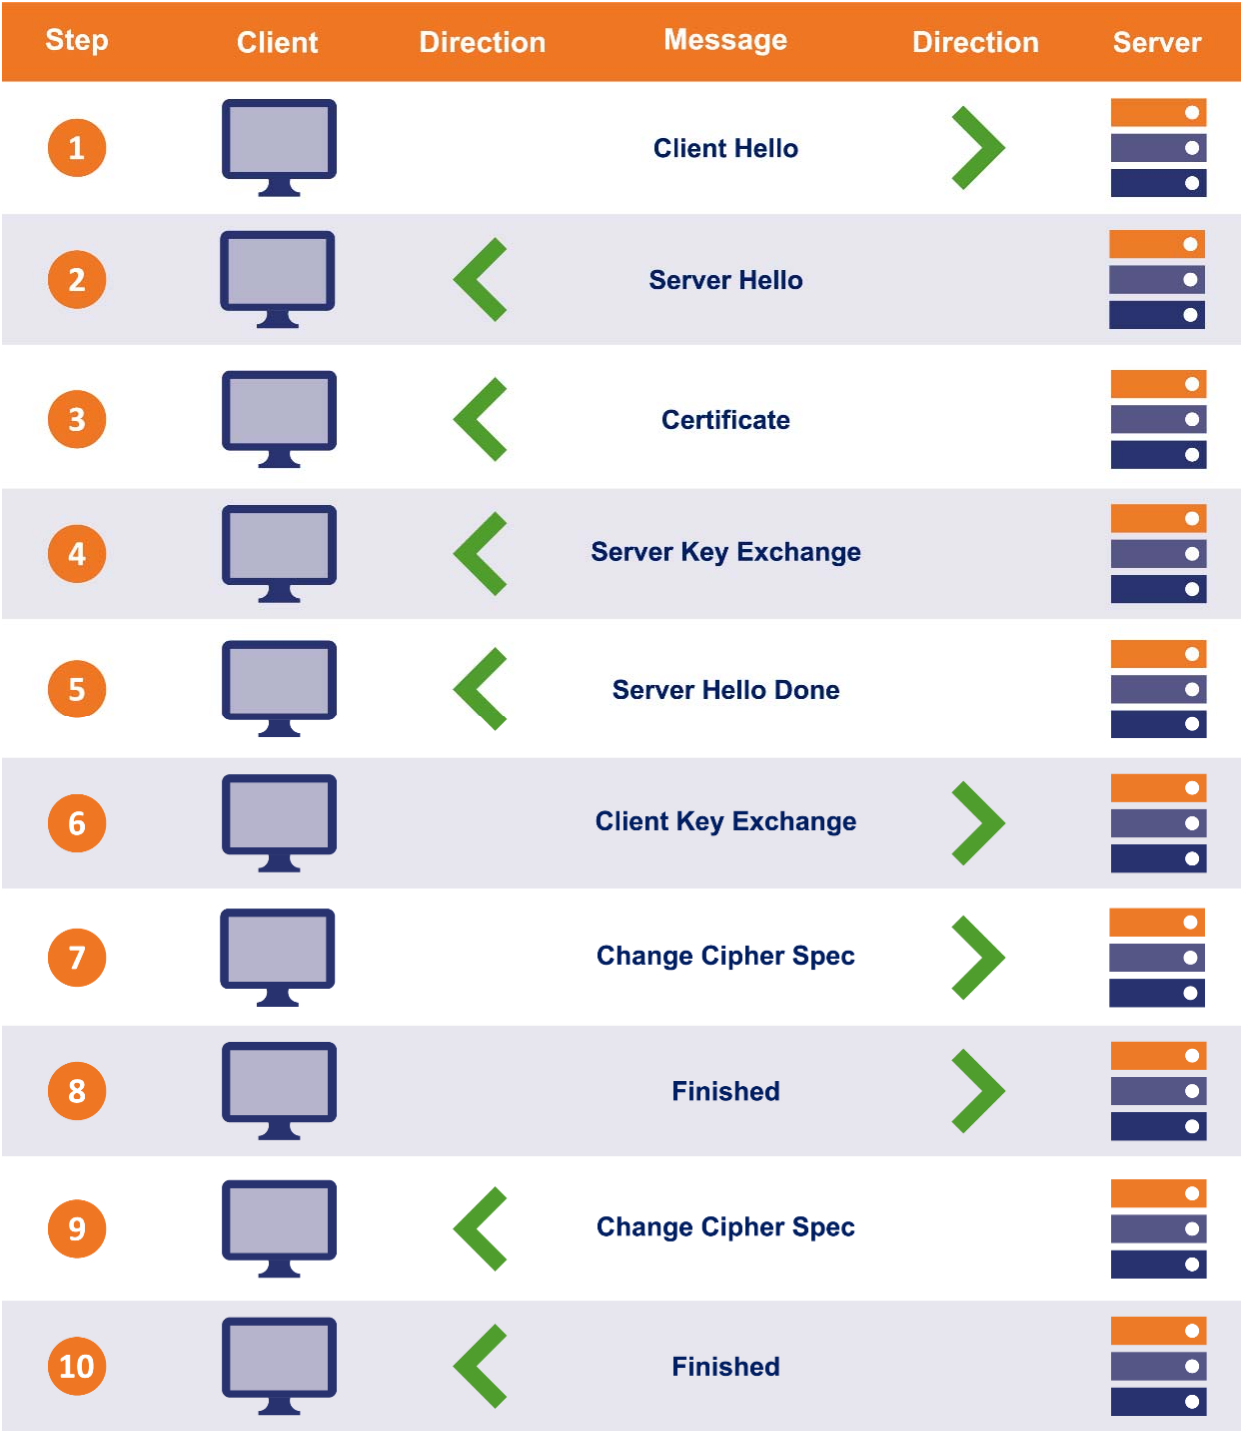 Step Client Direction Message Direction Server
1 Client Hello
2 Server Hello
3 Certificate
4 Server Key Exchange
5 Server Hello Done
6 Client Key Exchange
7 Change Cipher Spec
8 Finished
9 Change Cipher Spec
10 Finished